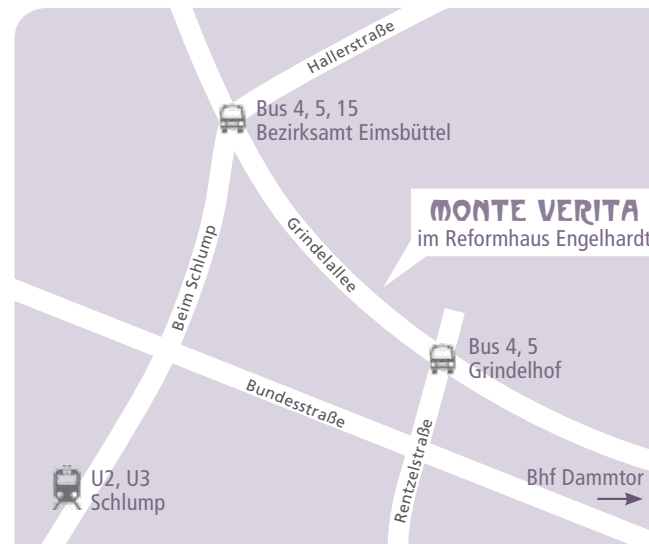 Hallerstraße
Bus 4, 5, 15
Bezirksamt Eimsbüttel
MONTE VERITA
im Reformhaus Engelhardt
Grindelallee
Beim Schlump
Bus 4, 5
Grindelhof
Bundesstraße
Rentzelstraße
U2, U3
Schlump
Bhf Dammtor